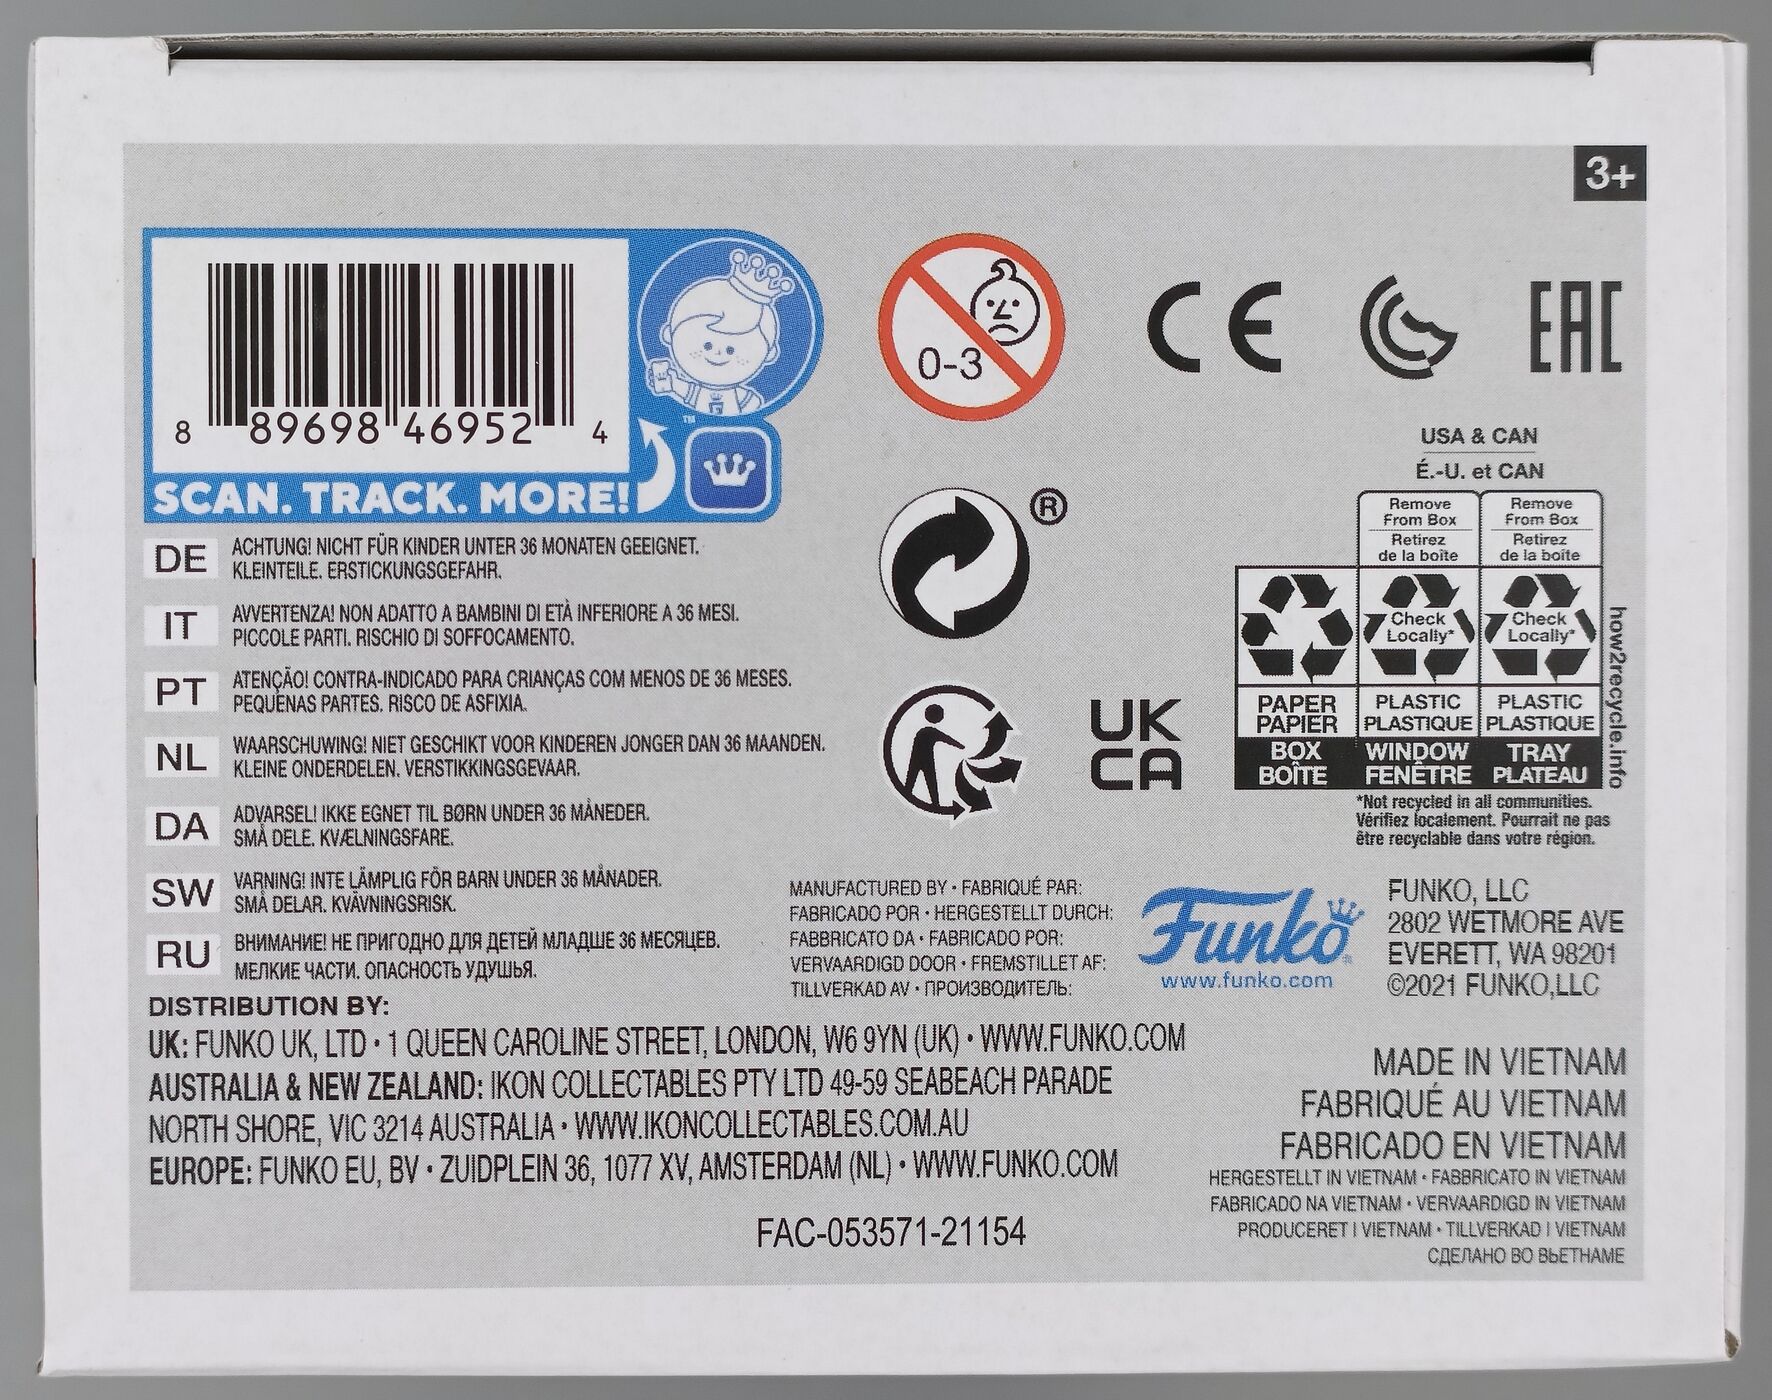 3+
8 89698 46952 4
™
SCAN. TRACK. MORE!
0-3
CE
EAC
®
UK
CA
USA & CAN
É.-U. et CAN
Remove From Box
Retirez de la boîte
Remove From Box
Retirez de la boîte
Check Locally*
Check Locally*
PAPER PAPIER
PLASTIC PLASTIQUE
PLASTIC PLASTIQUE
BOX BOÎTE
WINDOW FENÊTRE
TRAY PLATEAU
how2recycle.info
*Not recycled in all communities.
Vérifiez localement. Pourrait ne pas
être recyclable dans votre région.
DE ACHTUNG! NICHT FÜR KINDER UNTER 36 MONATEN GEEIGNET.
KLEINTEILE. ERSTICKUNGSGEFAHR.
IT AVVERTENZA! NON ADATTO A BAMBINI DI ETÀ INFERIORE A 36 MESI.
PICCOLE PARTI. RISCHIO DI SOFFOCAMENTO.
PT ATENÇÃO! CONTRA-INDICADO PARA CRIANÇAS COM MENOS DE 36 MESES.
PEQUENAS PARTES. RISCO DE ASFIXIA.
NL WAARSCHUWING! NIET GESCHIKT VOOR KINDEREN JONGER DAN 36 MAANDEN.
KLEINE ONDERDELEN. VERSTIKKINGSGEVAAR.
DA ADVARSEL! IKKE EGNET TIL BØRN UNDER 36 MÅNEDER.
SMÅ DELE. KVÆLNINGSFARE.
SW VARNING! INTE LÄMPLIG FÖR BARN UNDER 36 MÅNADER.
SMÅ DELAR. KVÄVNINGSRISK.
RU ВНИМАНИЕ! НЕ ПРИГОДНО ДЛЯ ДЕТЕЙ МЛАДШЕ 36 МЕСЯЦЕВ.
МЕЛКИЕ ЧАСТИ. ОПАСНОСТЬ УДУШЬЯ.
MANUFACTURED BY • FABRIQUÉ PAR:
FABRICADO POR • HERGESTELLT DURCH:
FABBRICATO DA • FABRICADO POR:
VERVAARDIGD DOOR • FREMSTILLET AF:
TILLVERKAD AV • ПРОИЗВОДИТЕЛЬ:
Funko®
www.funko.com
FUNKO, LLC
2802 WETMORE AVE
EVERETT, WA 98201
©2021 FUNKO,LLC
DISTRIBUTION BY:
UK: FUNKO UK, LTD • 1 QUEEN CAROLINE STREET, LONDON, W6 9YN (UK) • WWW.FUNKO.COM
AUSTRALIA & NEW ZEALAND: IKON COLLECTABLES PTY LTD 49-59 SEABEACH PARADE
NORTH SHORE, VIC 3214 AUSTRALIA • WWW.IKONCOLLECTABLES.COM.AU
EUROPE: FUNKO EU, BV • ZUIDPLEIN 36, 1077 XV, AMSTERDAM (NL) • WWW.FUNKO.COM
FAC-053571-21154
MADE IN VIETNAM
FABRIQUÉ AU VIETNAM
FABRICADO EN VIETNAM
HERGESTELLT IN VIETNAM • FABBRICATO IN VIETNAM
FABRICADO NA VIETNAM • VERVAARDIGD IN VIETNAM
PRODUCERET I VIETNAM • TILLVERKAD I VIETNAM
СДЕЛАНО ВО ВЬЕТНАМЕ